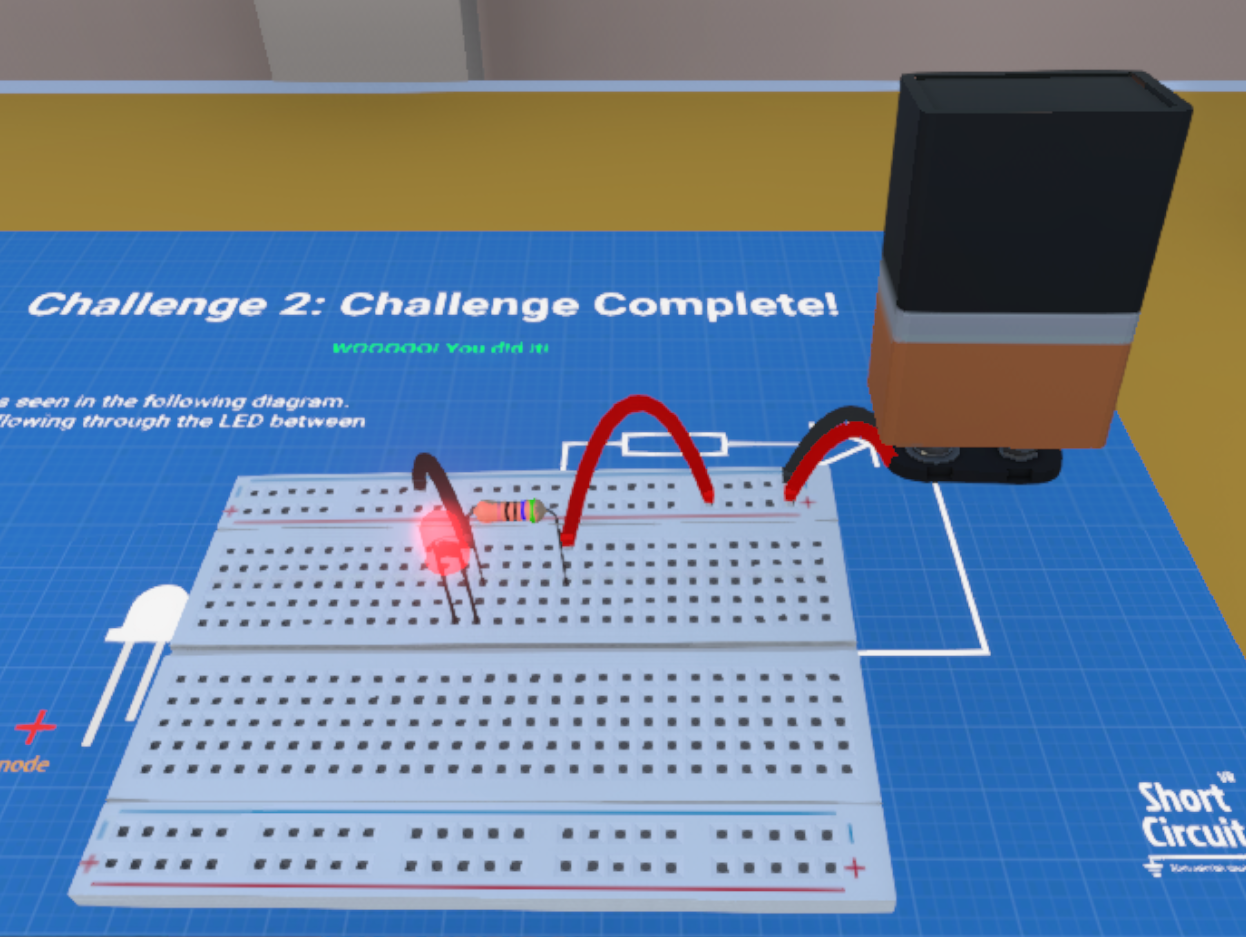 Challenge 2: Challenge Complete!
WOOOOO! You did it!
s seen in the following diagram.
flowing through the LED between
+
+
+
node
+
+
Short VR
Circuit